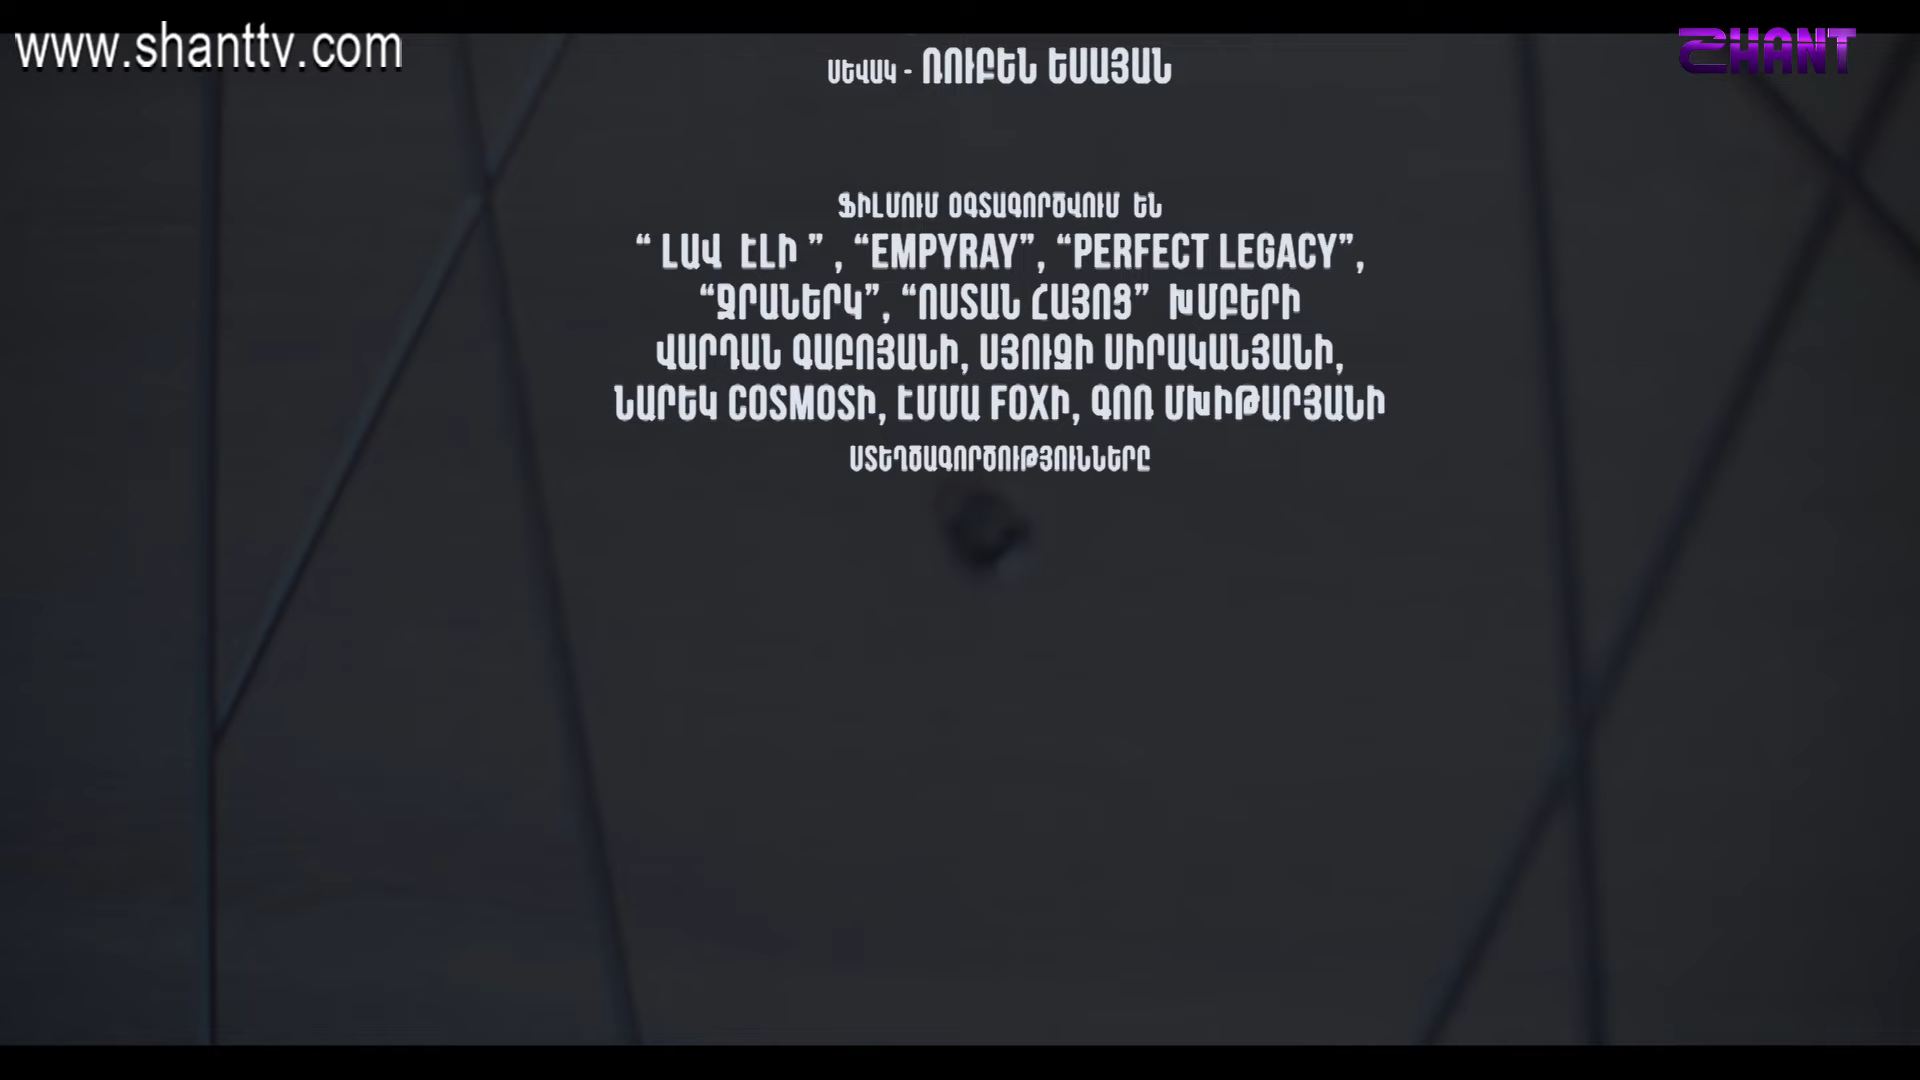 www.shanttv.com
SHANT
ՍԵՎԱԿ - ՌՈՒԲԵՆ ԵՍԱՅԱՆ
ՖԻԼՄՈՒՄ ՕԳՏԱԳՈՐԾՎՈՒՄ ԵՆ
“ ԼԱՎ ԷԼԻ ” , “EMPYRAY”, “PERFECT LEGACY”,
“ՋՐԱՆԵՐԿ”, “ՈՍՏԱՆ ՀԱՅՈՑ” ԽՄԲԵՐԻ
ՎԱՐԴԱՆ ԳԱԲՈՅԱՆԻ, ՍՅՈՒԶԻ ՍԻՐԱԿԱՆՅԱՆԻ,
ՆԱՐԵԿ COSMOSԻ, ԷՄՄԱ FOXԻ, ԳՈՌ ՄԽԻԹԱՐՅԱՆԻ
ՍՏԵՂԾԱԳՈՐԾՈՒԹՅՈՒՆՆԵՐԸ